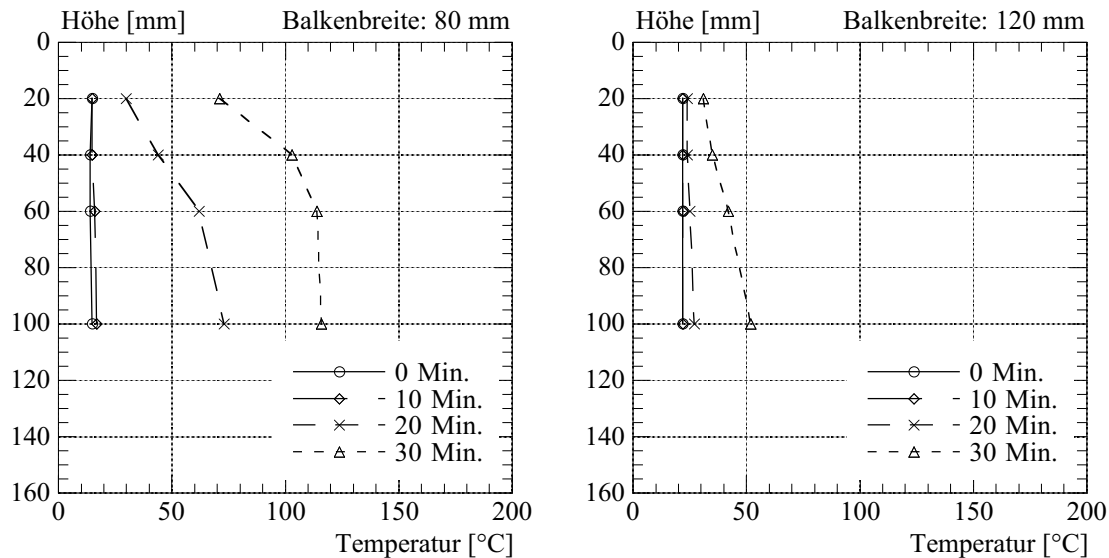 Höhe [mm] Balkenbreite: 80 mm
0
20
40
60
80
100
120
140
160
0 Min.
10 Min.
20 Min.
30 Min.
0 50 100 150 200
Temperatur [°C]
Höhe [mm] Balkenbreite: 120 mm
0
20
40
60
80
100
120
140
160
0 Min.
10 Min.
20 Min.
30 Min.
0 50 100 150 200
Temperatur [°C]